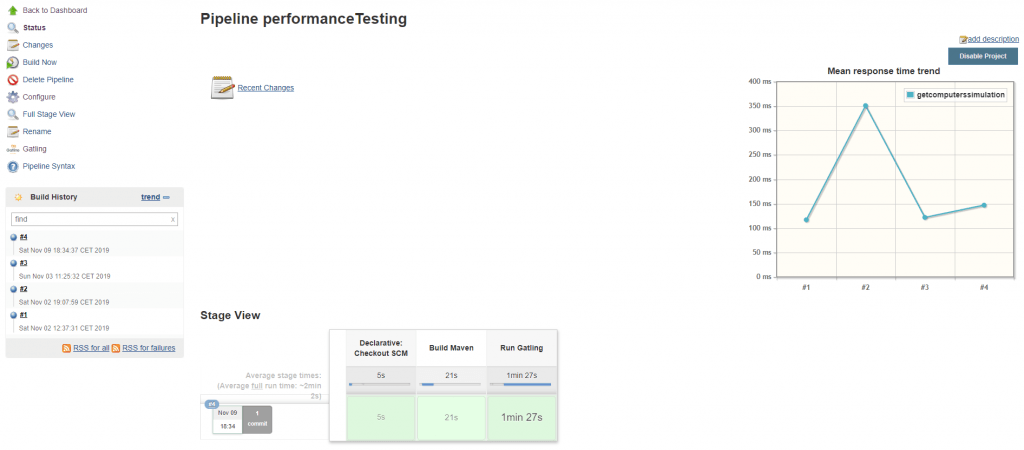 Back to Dashboard
Status
Changes
Build Now
Delete Pipeline
Configure
Full Stage View
Rename
Gatling
Pipeline Syntax
Build History trend
find x
#4
Sat Nov 09 18:34:37 CET 2019
#3
Sun Nov 03 11:25:32 CET 2019
#2
Sat Nov 02 19:07:59 CET 2019
#1
Sat Nov 02 12:37:31 CET 2019
RSS for all RSS for failures
Pipeline performanceTesting
add description
Disable Project
Recent Changes
Mean response time trend
getcomputerssimulation
400 ms
350 ms
300 ms
250 ms
200 ms
150 ms
100 ms
50 ms
0 ms
#1 #2 #3 #4
Stage View
Declarative:
Checkout SCM
Build Maven
Run Gatling
Average stage times:
(Average full run time: ~2min
2s)
5s 21s 1min 27s
#4
Nov 09
18:34
1
commit
5s 21s 1min 27s